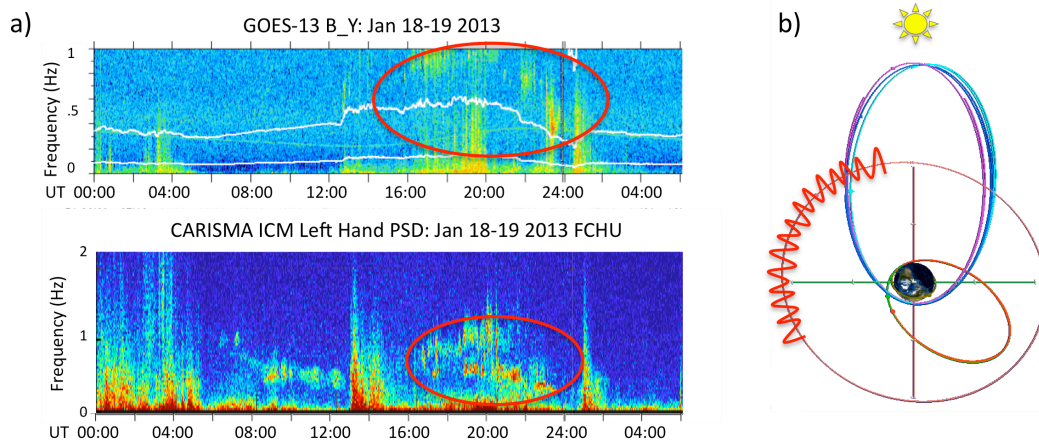 a)
GOES-13 B_Y: Jan 18-19 2013
Frequency (Hz)
1
.5
0
UT 00:00 04:00 08:00 12:00 16:00 20:00 24:00 04:00
CARISMA ICM Left Hand PSD: Jan 18-19 2013 FCHU
Frequency (Hz)
2
1
0
UT 00:00 04:00 08:00 12:00 16:00 20:00 24:00 04:00
b)